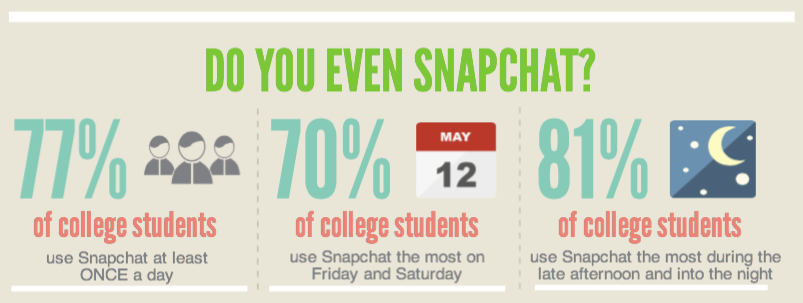 DO YOU EVEN SNAPCHAT?
77%
of college students
use Snapchat at least
ONCE a day
70%
MAY
12
of college students
use Snapchat the most on
Friday and Saturday
81%
of college students
use Snapchat the most during the
late afternoon and into the night